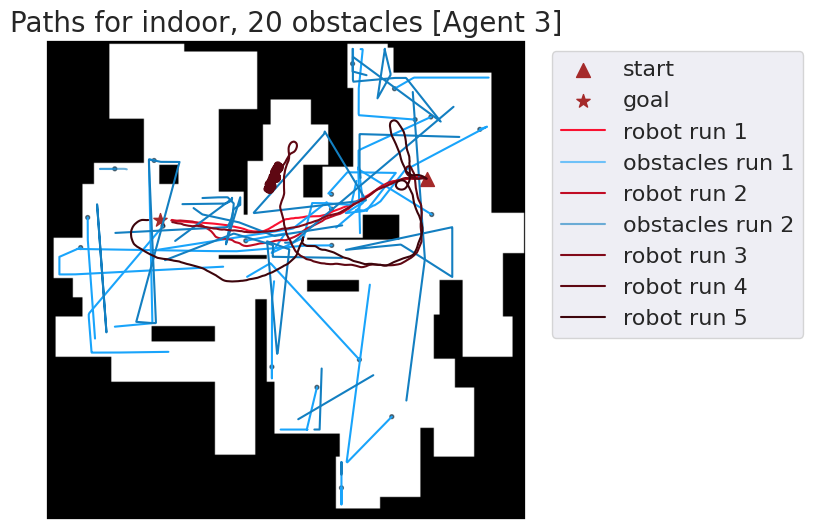 Paths for indoor, 20 obstacles [Agent 3]
start
goal
robot run 1
obstacles run 1
robot run 2
obstacles run 2
robot run 3
robot run 4
robot run 5